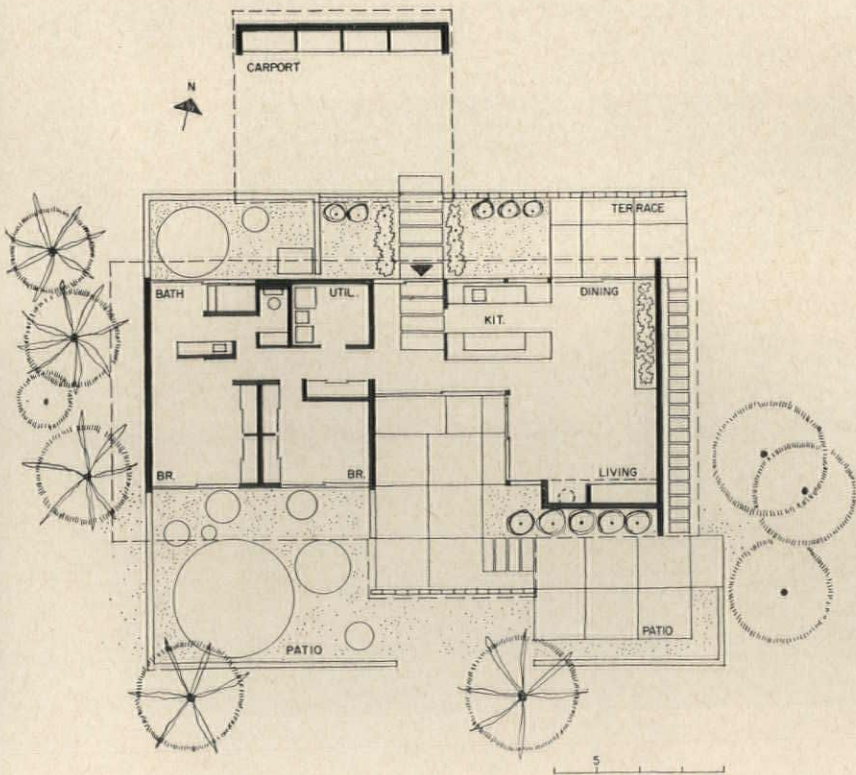 CARPORT
N
TERRACE
BATH
UTIL.
DINING
KIT.
BR.
BR.
LIVING
PATIO
PATIO
5